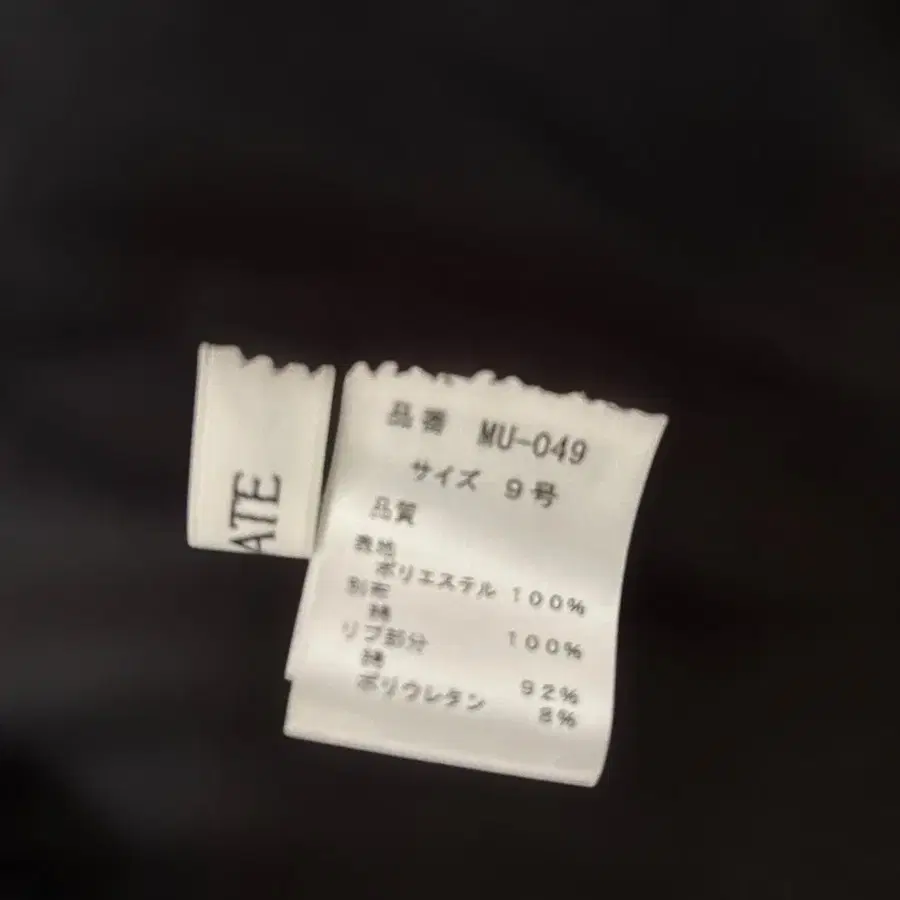 ATE
品番 MU-049
サイズ 9号
品質
表地
ポリエステル 100%
別布
綿 100%
リブ部分
綿 92%
ポリウレタン 8%